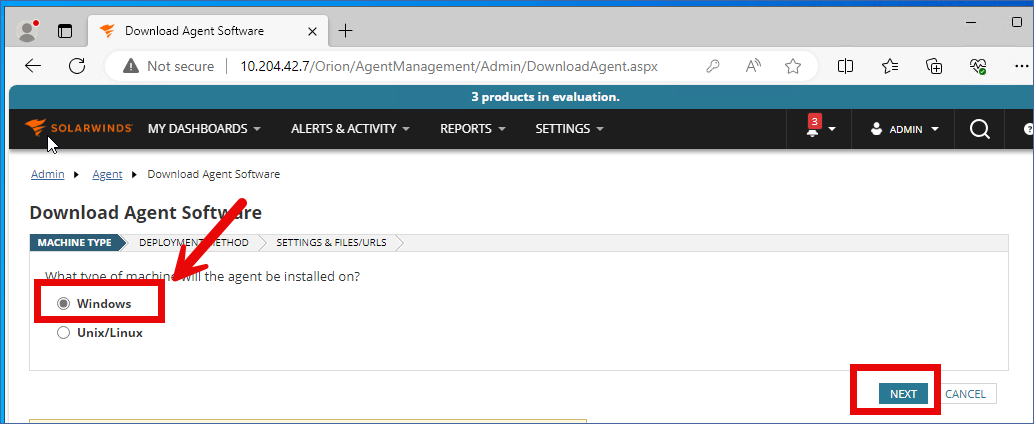 Download Agent Software
Not secure 10.204.42.7/Orion/AgentManagement/Admin/DownloadAgent.aspx
3 products in evaluation.
SOLARWINDS MY DASHBOARDS ALERTS & ACTIVITY REPORTS SETTINGS 3 ADMIN ?
Admin Agent Download Agent Software
Download Agent Software
MACHINE TYPE DEPLOYMENT METHOD SETTINGS & FILES/URLS
What type of machine will the agent be installed on?
Windows
Unix/Linux
NEXT CANCEL